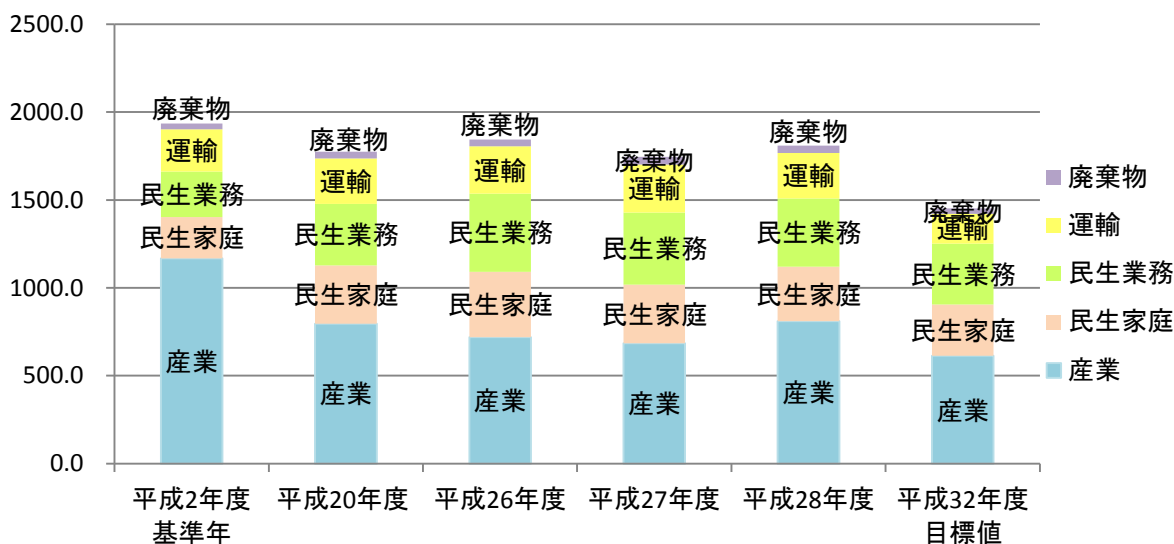 2500.0
2000.0
1500.0
1000.0
500.0
0.0
廃棄物
運輸
民生業務
民生家庭
産業
廃棄物
運輸
民生業務
民生家庭
産業
廃棄物
運輸
民生業務
民生家庭
産業
廃棄物
運輸
民生業務
民生家庭
産業
廃棄物
運輸
民生業務
民生家庭
産業
廃棄物
運輸
民生業務
民生家庭
産業
平成2年度
基準年
平成20年度
平成26年度
平成27年度
平成28年度
平成32年度
目標値
廃棄物
運輸
民生業務
民生家庭
産業